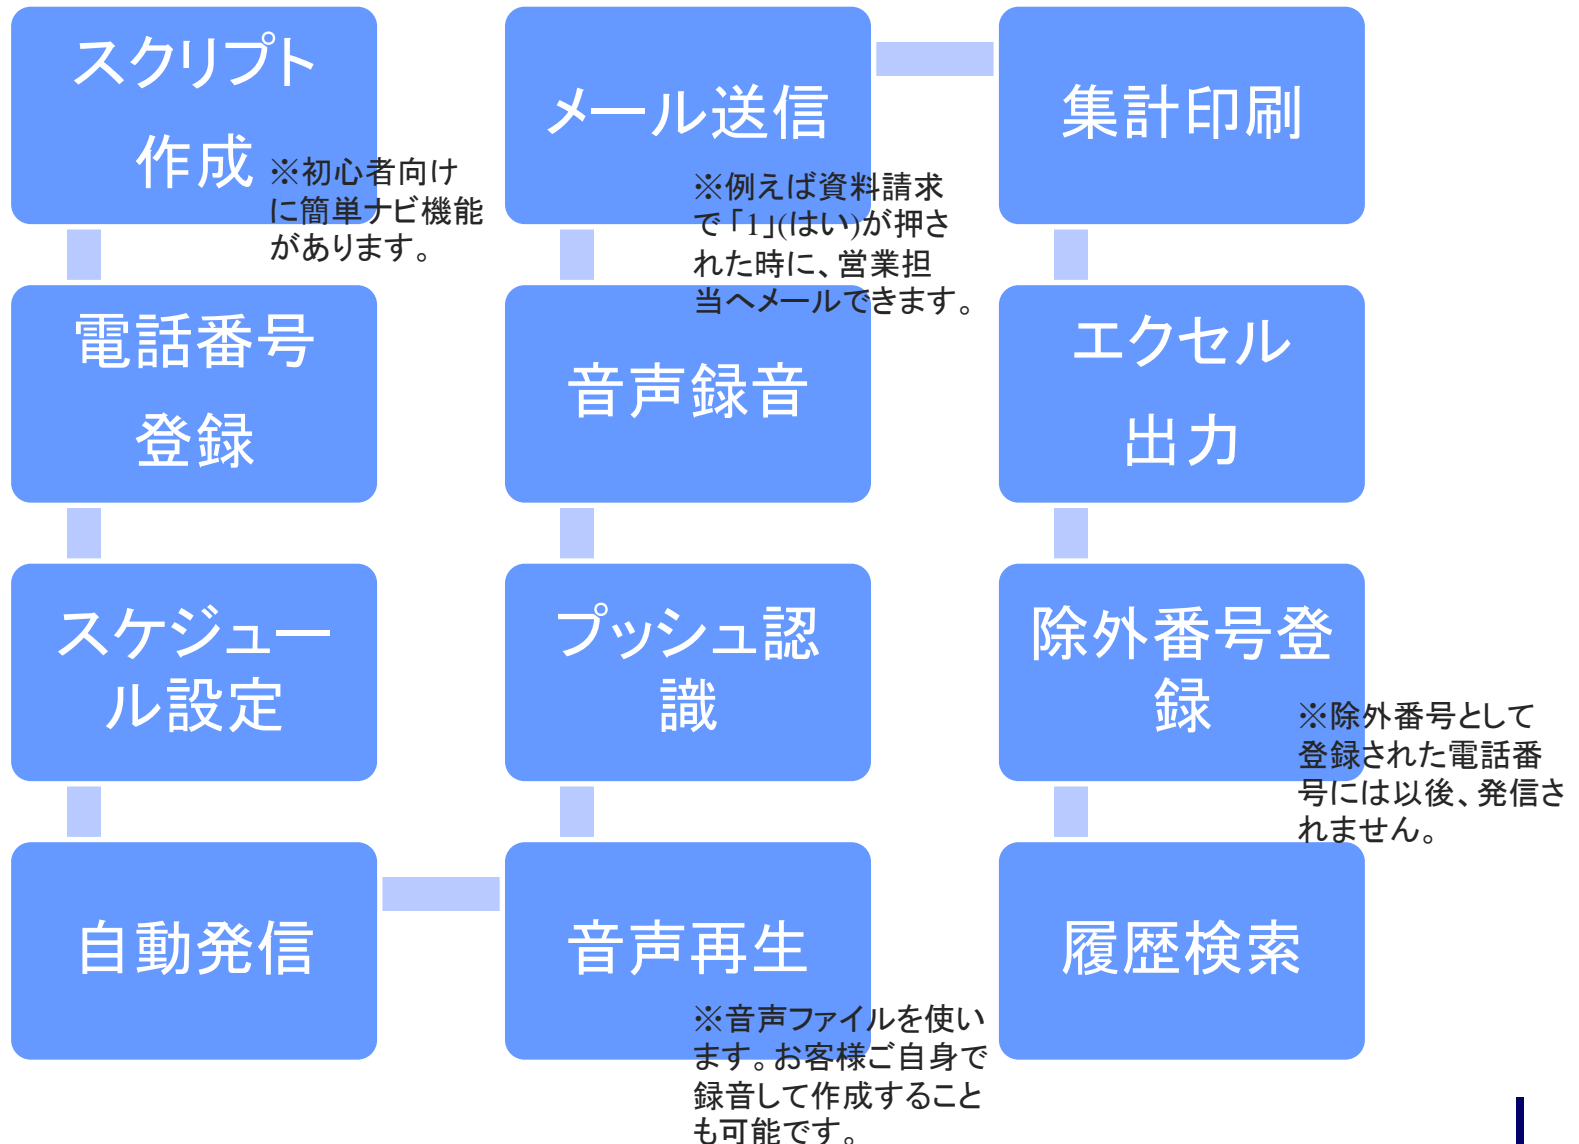 スクリプト
作成
※初心者向け
に簡単ナビ機能
があります。
電話番号
登録
スケジュー
ル設定
自動発信
音声再生
※音声ファイルを使い
ます。お客様ご自身で
録音して作成すること
も可能です。
プッシュ認
識
音声録音
メール送信
※例えば資料請求
で「1」(はい)が押さ
れた時に、営業担
当へメールできます。
集計印刷
エクセル
出力
除外番号登
録
※除外番号として
登録された電話番
号には以後、発信さ
れません。
履歴検索